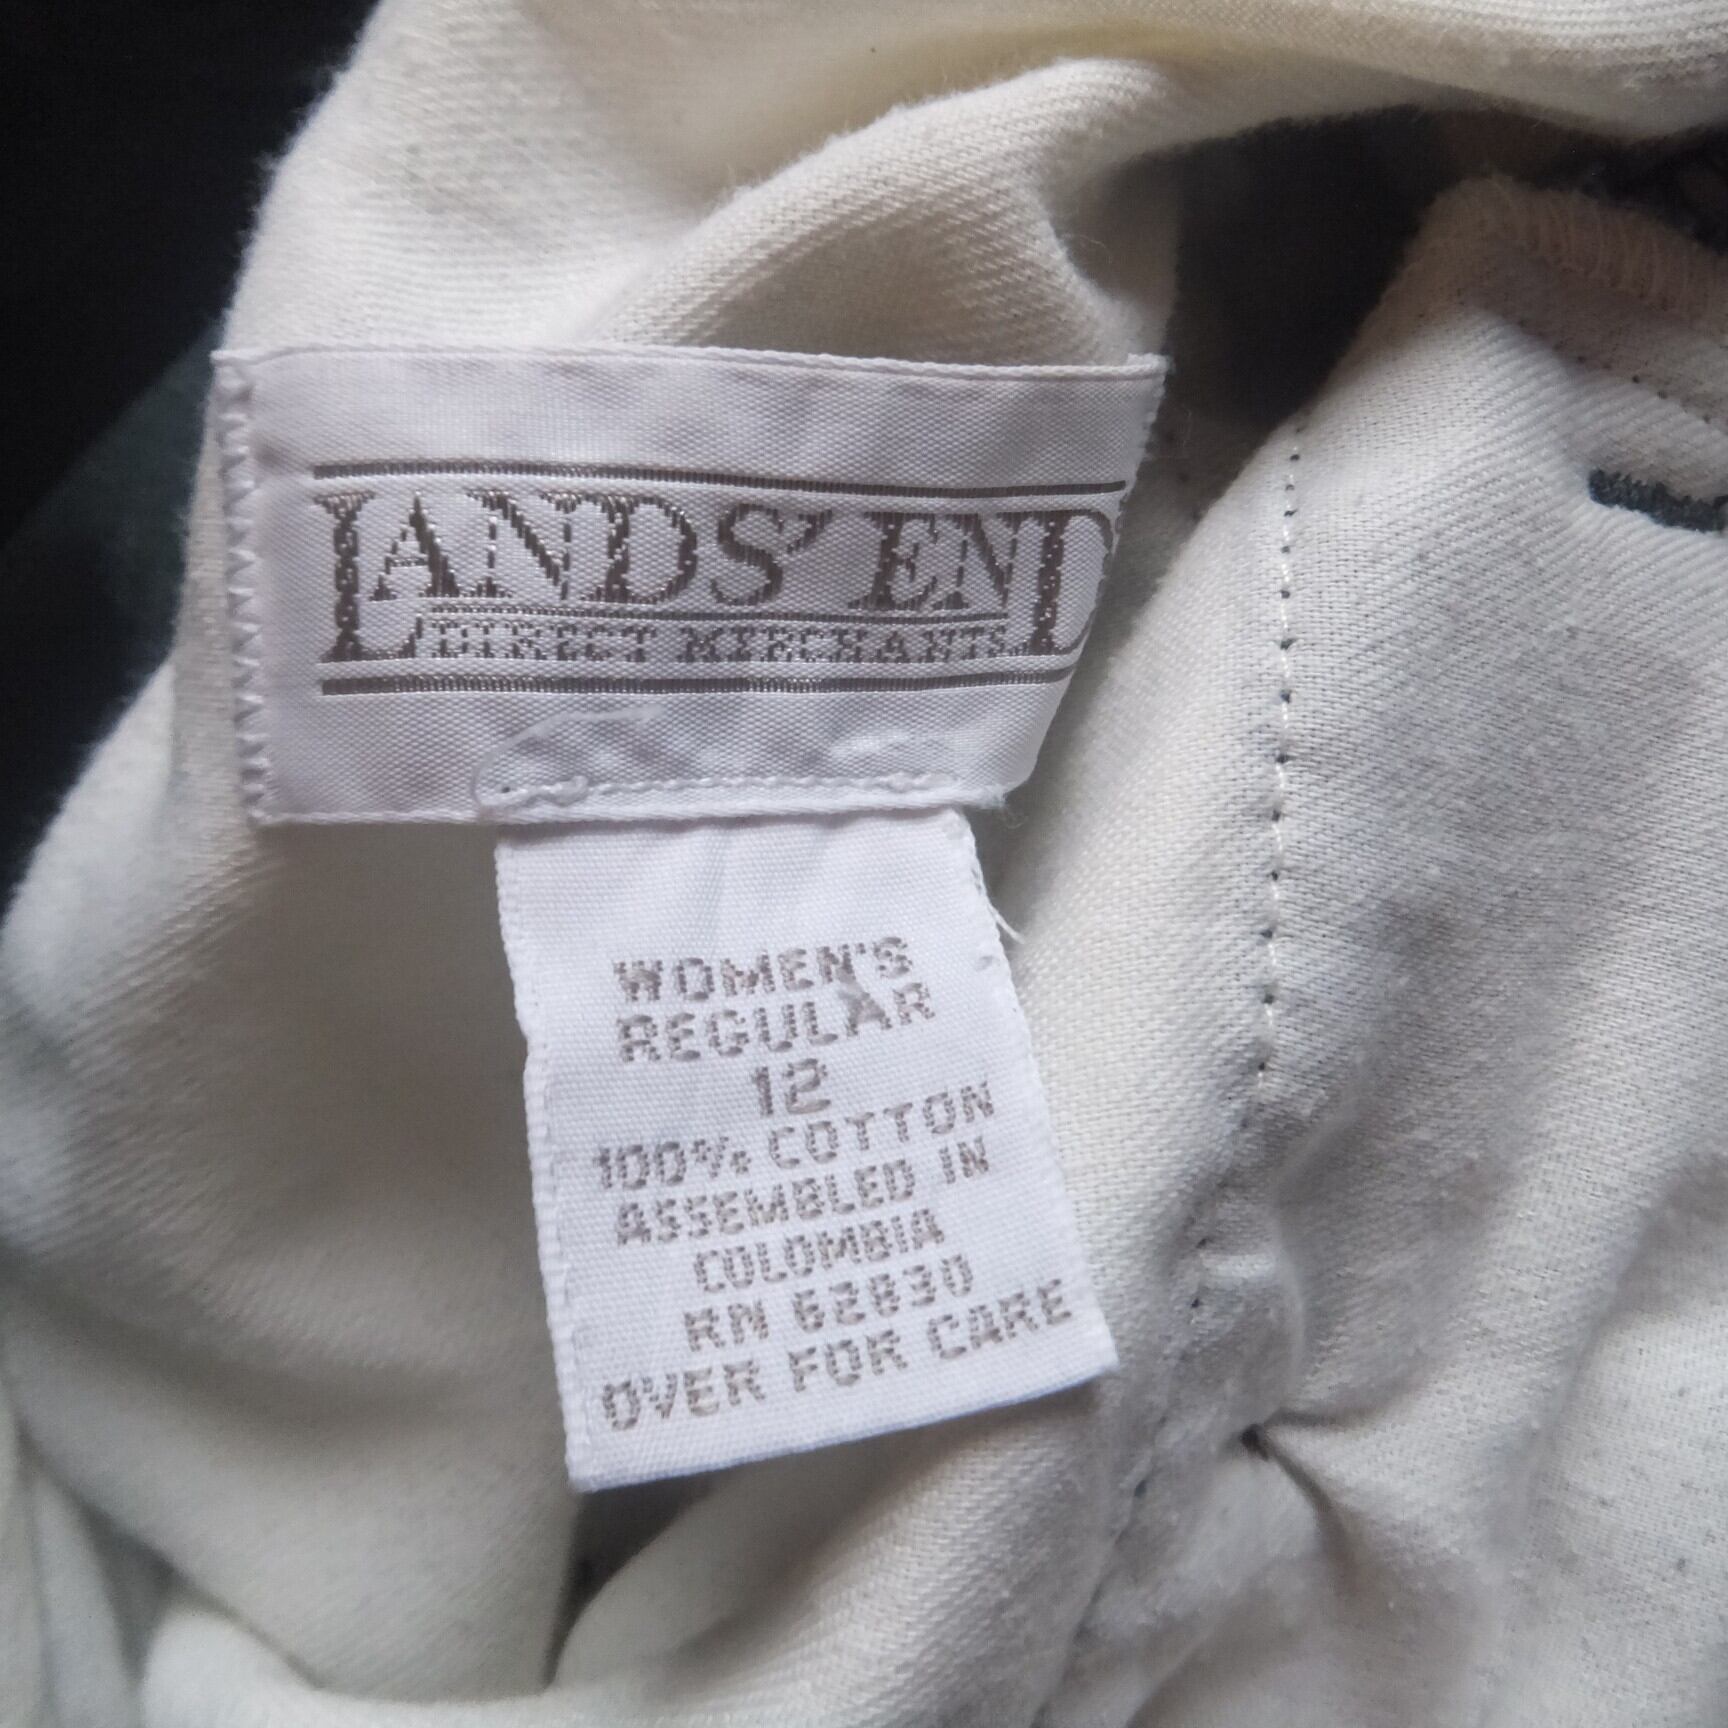 LANDS' END
DIRECT MERCHANTS
WOMEN'S
REGULAR
12
100% COTTON
ASSEMBLED IN
COLOMBIA
RN 62830
OVER FOR CARE